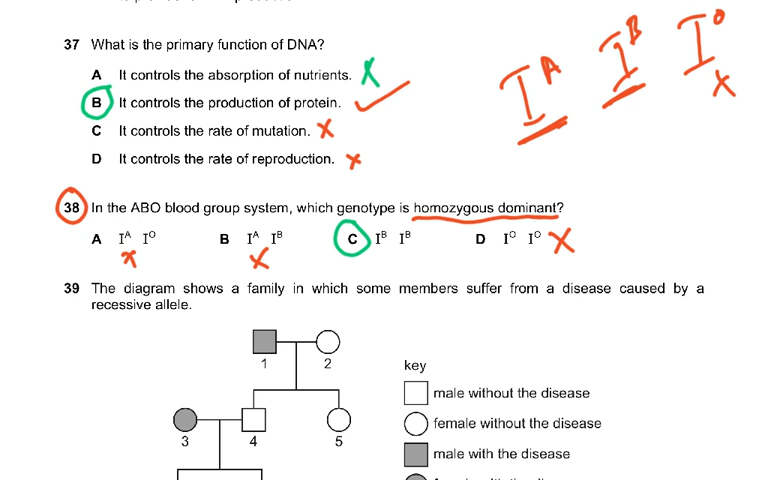 37 What is the primary function of DNA?
A It controls the absorption of nutrients. X
B It controls the production of protein. ✓
C It controls the rate of mutation. X
D It controls the rate of reproduction. X
Iᴬ Iᴮ Iᴼ
X
38 In the ABO blood group system, which genotype is homozygous dominant?
A Iᴬ Iᴼ B Iᴬ Iᴮ C Iᴮ Iᴮ D Iᴼ Iᴼ X
X X
39 The diagram shows a family in which some members suffer from a disease caused by a
recessive allele.
1 2
key
male without the disease
female without the disease
3 4 5
male with the disease